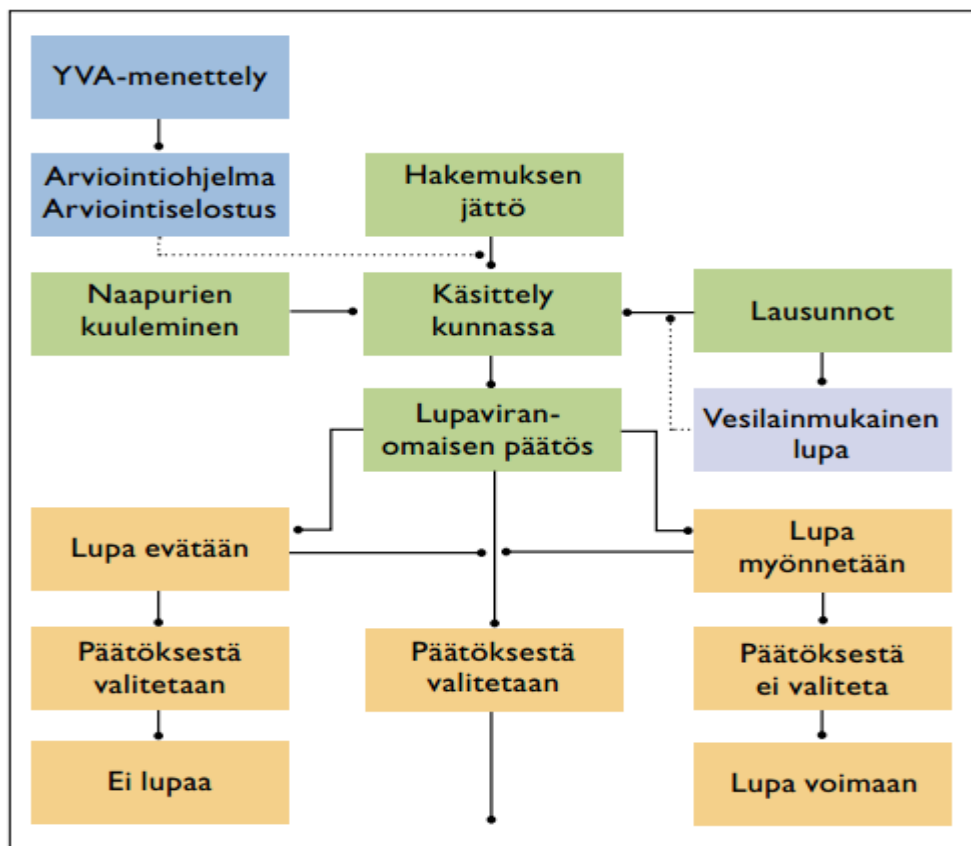 YVA-menettely
Arviointiohjelma
Arviointiselostus
Hakemuksen
jättö
Naapurien
kuuleminen
Käsittely
kunnassa
Lausunnot
Lupaviran-
omaisen päätös
Vesilainmukainen
lupa
Lupa evätään
Lupa
myönnetään
Päätöksestä
valitetaan
Päätöksestä
valitetaan
Päätöksestä
ei valiteta
Ei lupaa
Lupa voimaan